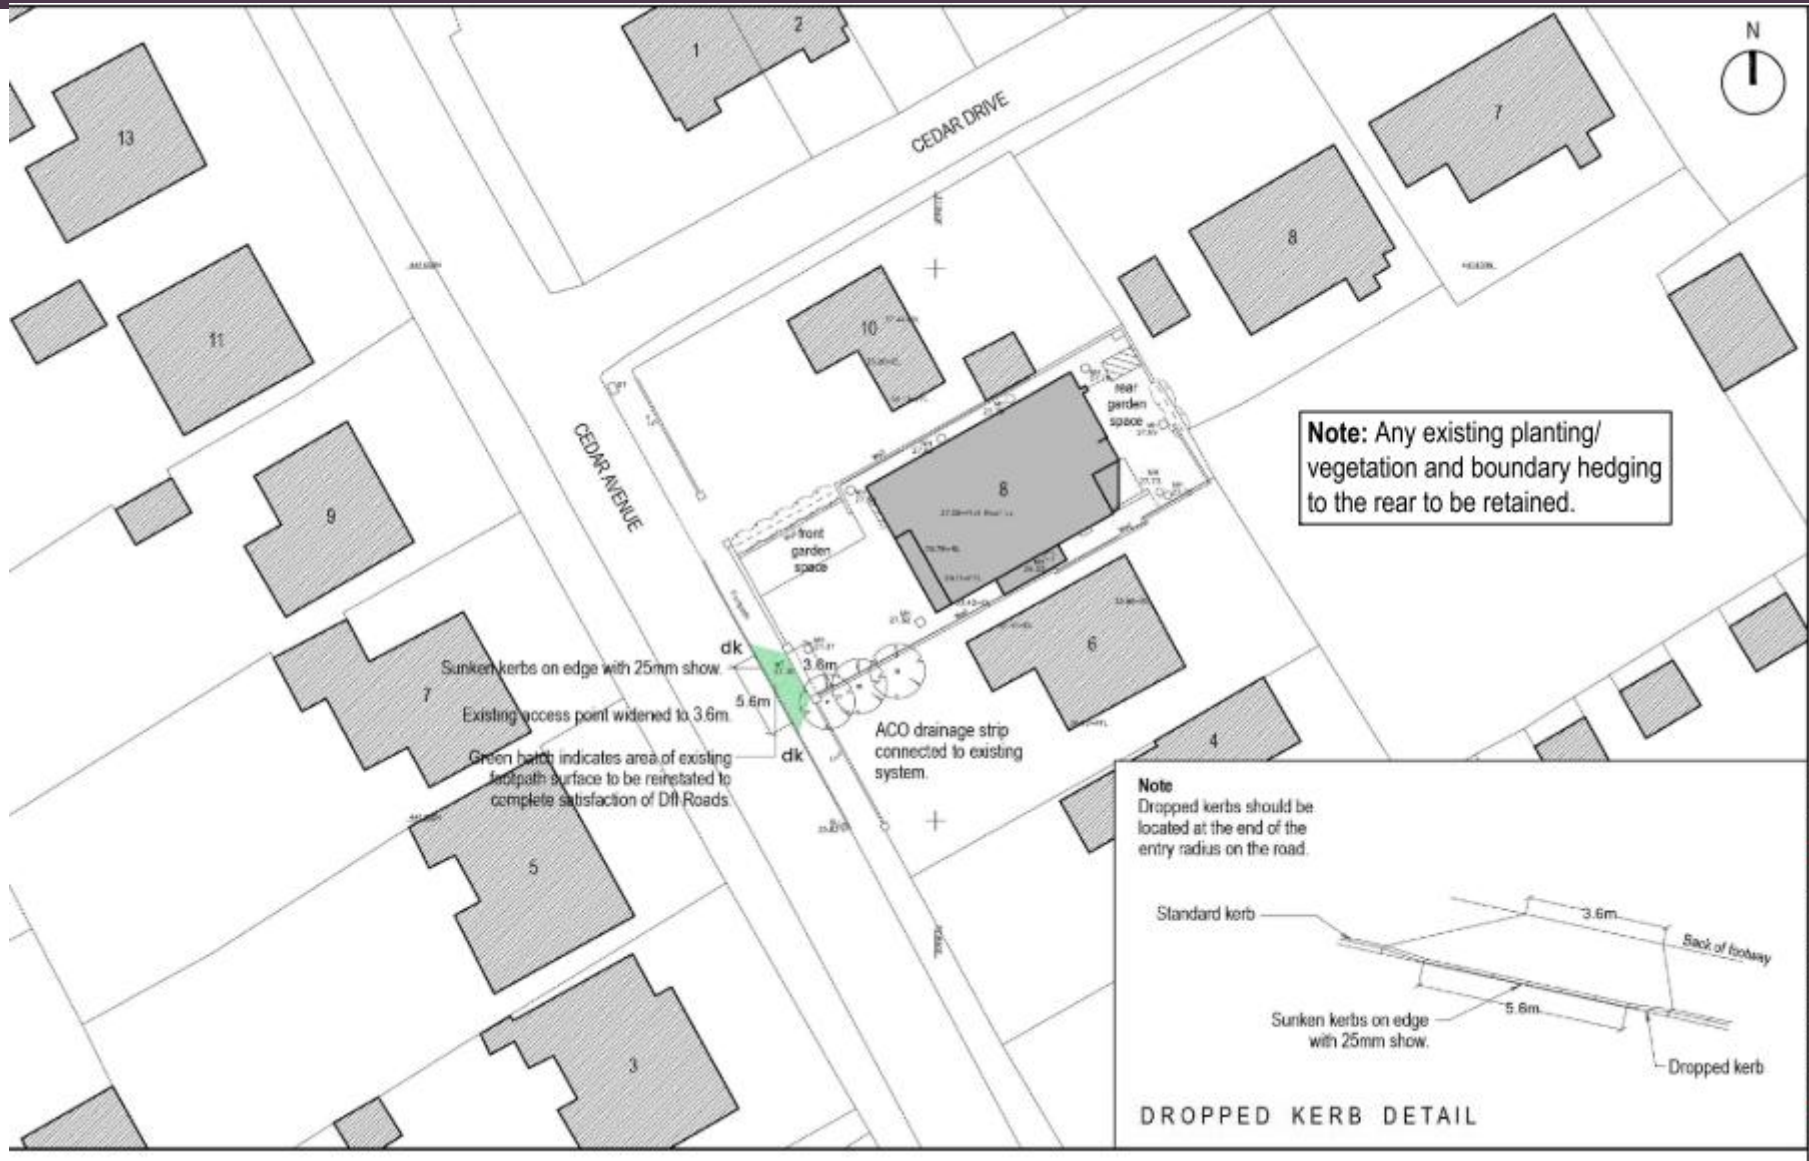 1
2
N
CEDAR DRIVE
7
13
8
10
11
CEDAR AVENUE
rear
garden
space
Note: Any existing planting/
vegetation and boundary hedging
to the rear to be retained.
8
9
front
garden
space
Footpath
6
dk
Sunken kerbs on edge with 25mm show.
3.6m
7
5.6m
Existing access point widened to 3.6m.
Green hatch indicates area of existing
footpath surface to be reinstated to
complete satisfaction of DfI Roads.
dk
ACO drainage strip
connected to existing
system.
4
5
3
Note
Dropped kerbs should be
located at the end of the
entry radius on the road.
Standard kerb
3.6m
Back of footway
5.6m
Sunken kerbs on edge
with 25mm show.
Dropped kerb
DROPPED KERB DETAIL